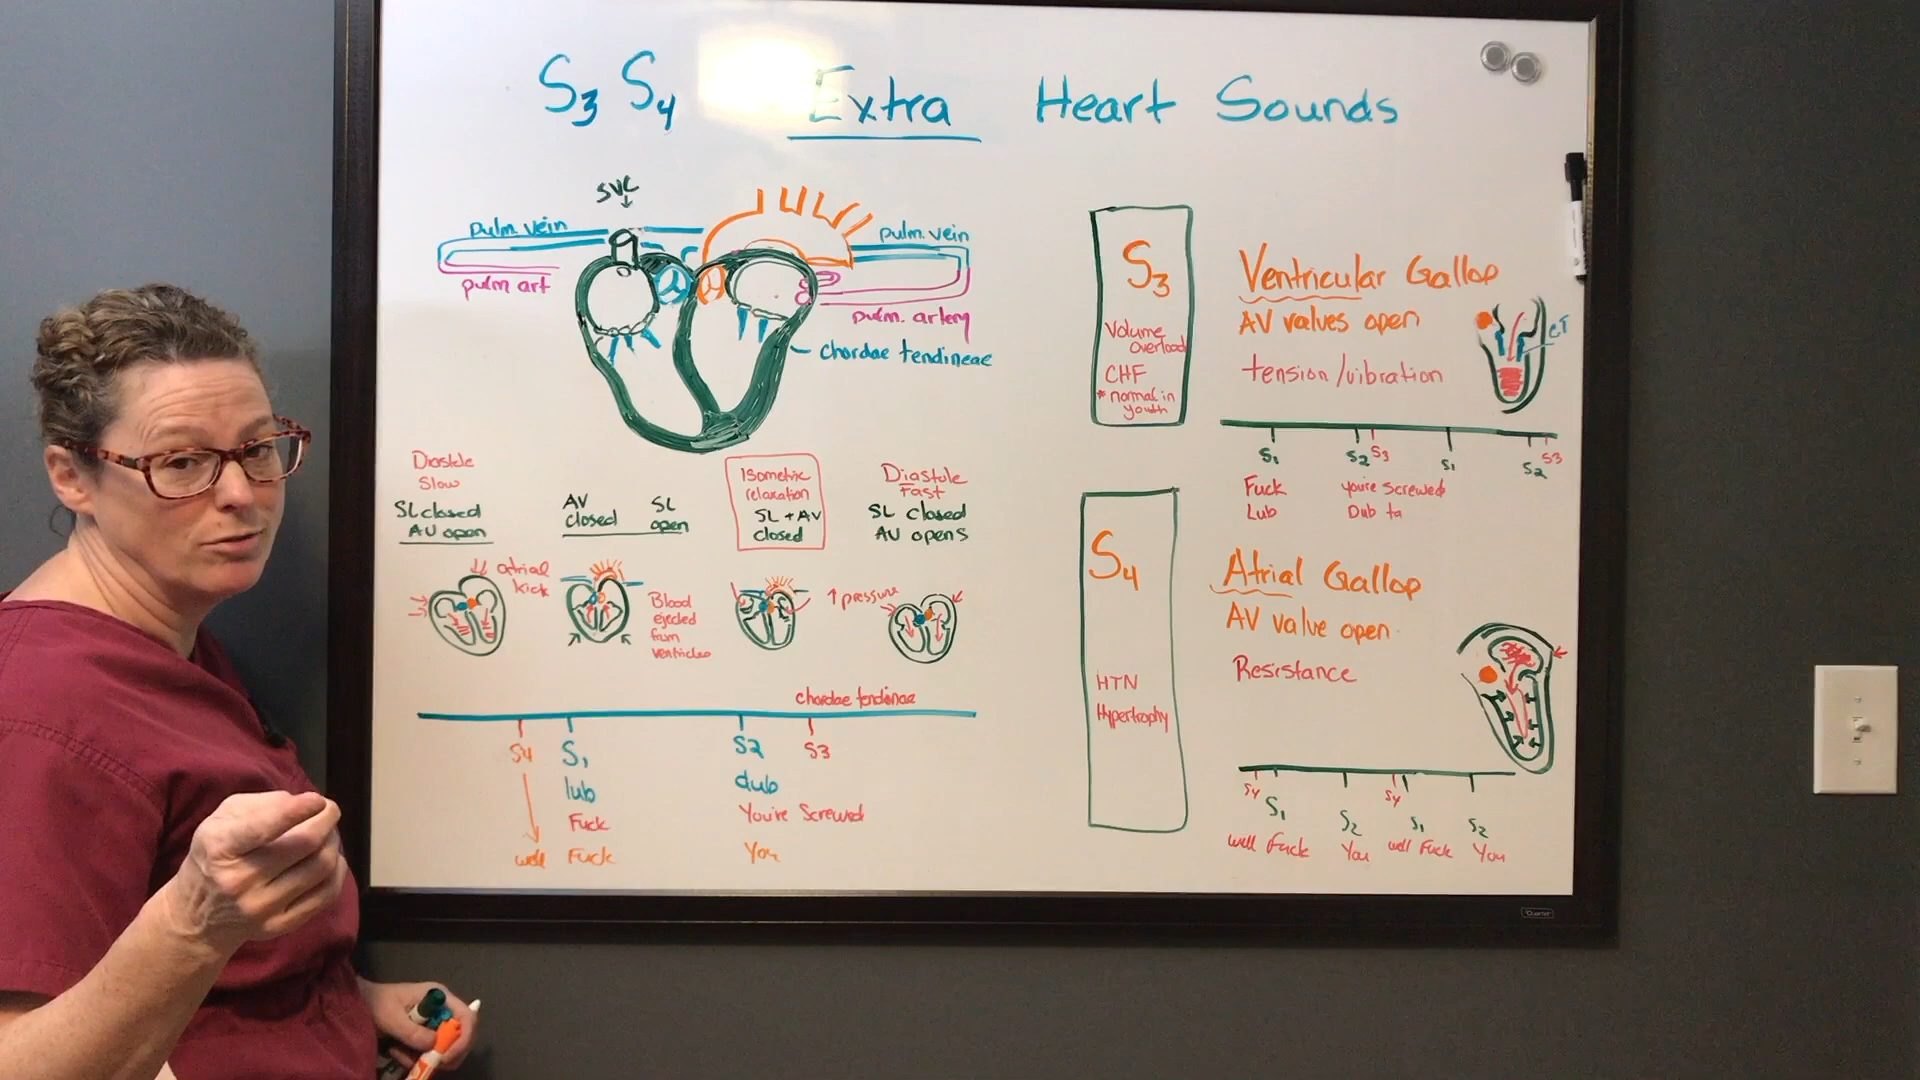 S3 S4 Extra Heart Sounds
SVC
pulm. vein
pulm art
pulm. vein
pulm. artery
chordae tendineae
Diastole
Slow
SL closed
AV open
atrial
kick
AV
closed
SL
open
Blood
ejected
from
ventricles
Isometric
relaxation
SL + AV
closed
↑ pressure
Diastole
Fast
SL closed
AV opens
chordae tendinae
S4 S1 S2 S3
lub dub
Fuck You're Screwed
well Fuck You
S3
Volume
Overload
CHF
* normal in
youth
Ventricular Gallop
AV valves open
tension/vibration
CT
S1 S2 S3 S1 S2 S3
Fuck you're Screwed
Lub Dub ta
S4
HTN
Hypertrophy
Atrial Gallop
AV valve open
Resistance
S4 S1 S2 S4 S1 S2
well Fuck You well Fuck You
Quartet